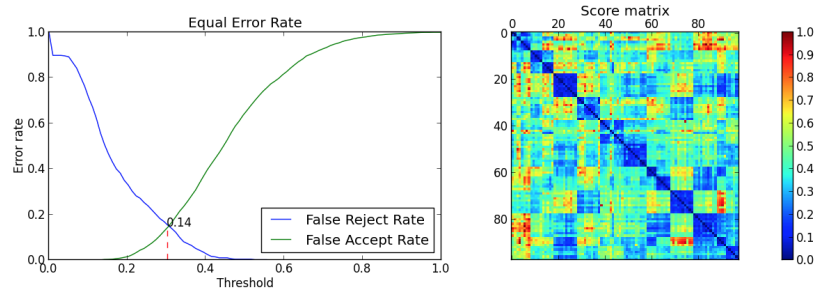 Equal Error Rate
1.0
0.8
0.6
0.4
0.2
0.0
Error rate
0.14
False Reject Rate
False Accept Rate
0.0 0.2 0.4 0.6 0.8 1.0
Threshold
Score matrix
0 20 40 60 80
0
20
40
60
80
1.0
0.9
0.8
0.7
0.6
0.5
0.4
0.3
0.2
0.1
0.0